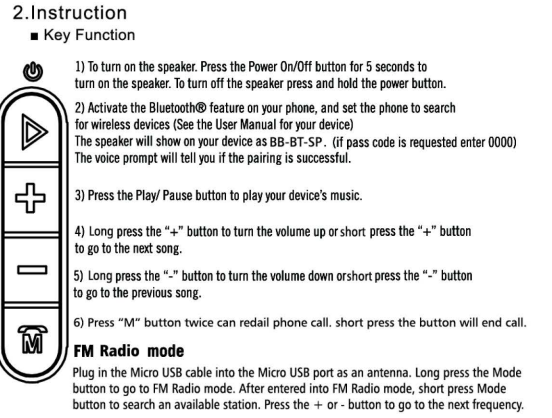 2.Instruction
■ Key Function
1) To turn on the speaker. Press the Power On/Off button for 5 seconds to
turn on the speaker. To turn off the speaker press and hold the power button.
2) Activate the Bluetooth® feature on your phone, and set the phone to search
for wireless devices (See the User Manual for your device)
The speaker will show on your device as BB-BT-SP. (if pass code is requested enter 0000)
The voice prompt will tell you if the pairing is successful.
3) Press the Play/ Pause button to play your device's music.
4) Long press the "+" button to turn the volume up or short press the "+" button
to go to the next song.
5) Long press the "-" button to turn the volume down orshort press the "-" button
to go to the previous song.
M
6) Press "M" button twice can redail phone call. short press the button will end call.
FM Radio mode
Plug in the Micro USB cable into the Micro USB port as an antenna. Long press the Mode
button to go to FM Radio mode. After entered into FM Radio mode, short press Mode
button to search an available station. Press the + or - button to go to the next frequency.